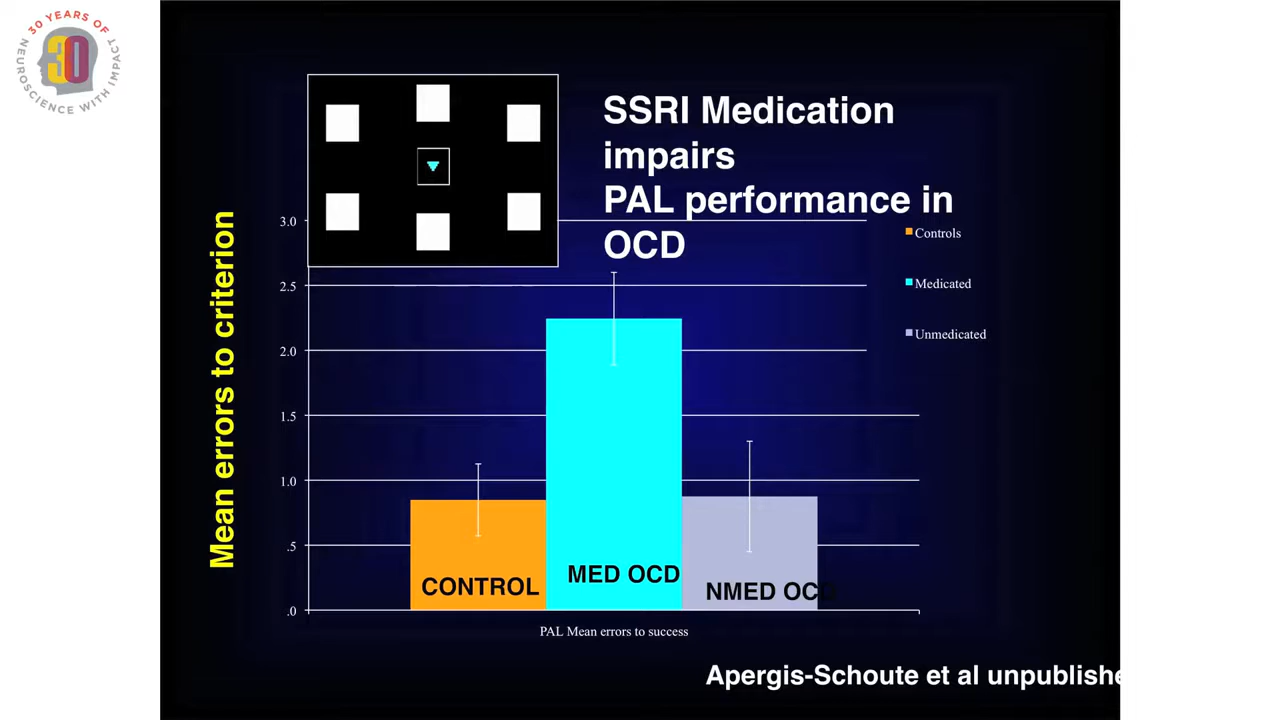 30 YEARS OF
30
NEUROSCIENCE WITH IMPACT
SSRI Medication
impairs
PAL performance in
OCD
Mean errors to criterion
3.0
2.5
2.0
1.5
1.0
.5
.0
Controls
Medicated
Unmedicated
CONTROL
MED OCD
NMED OCD
PAL Mean errors to success
Apergis-Schoute et al unpublishe